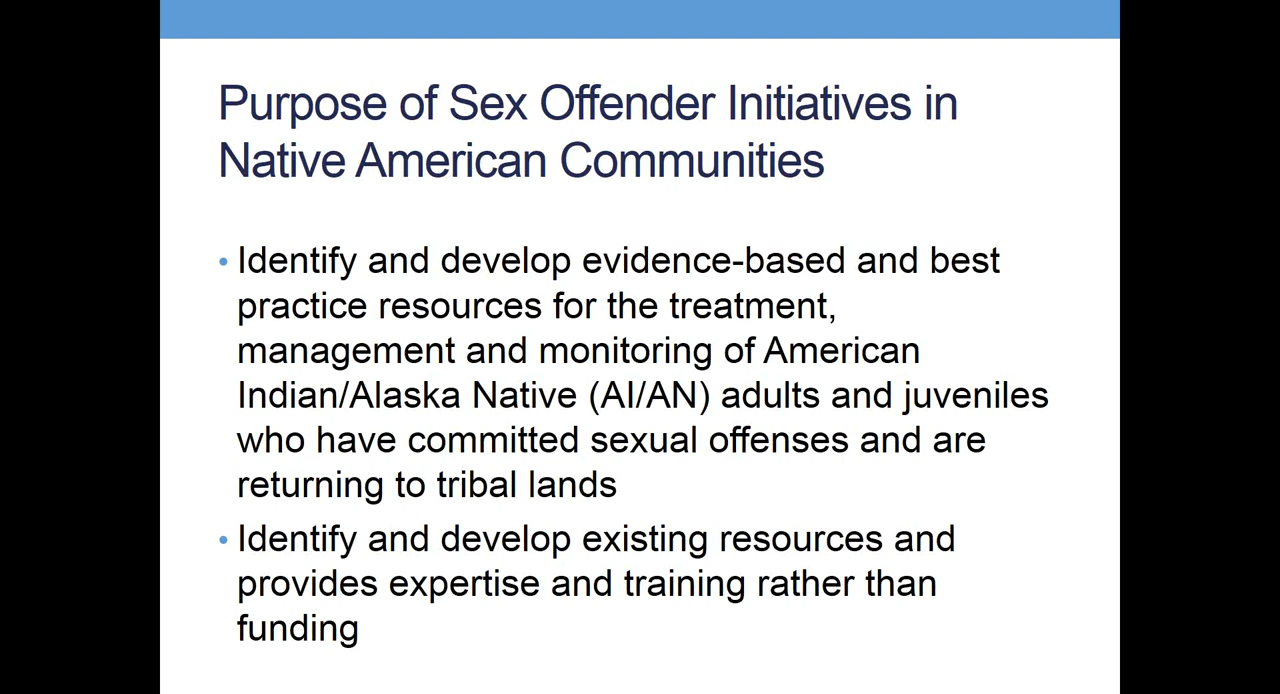 Purpose of Sex Offender Initiatives in
Native American Communities
• Identify and develop evidence-based and best
practice resources for the treatment,
management and monitoring of American
Indian/Alaska Native (AI/AN) adults and juveniles
who have committed sexual offenses and are
returning to tribal lands
• Identify and develop existing resources and
provides expertise and training rather than
funding